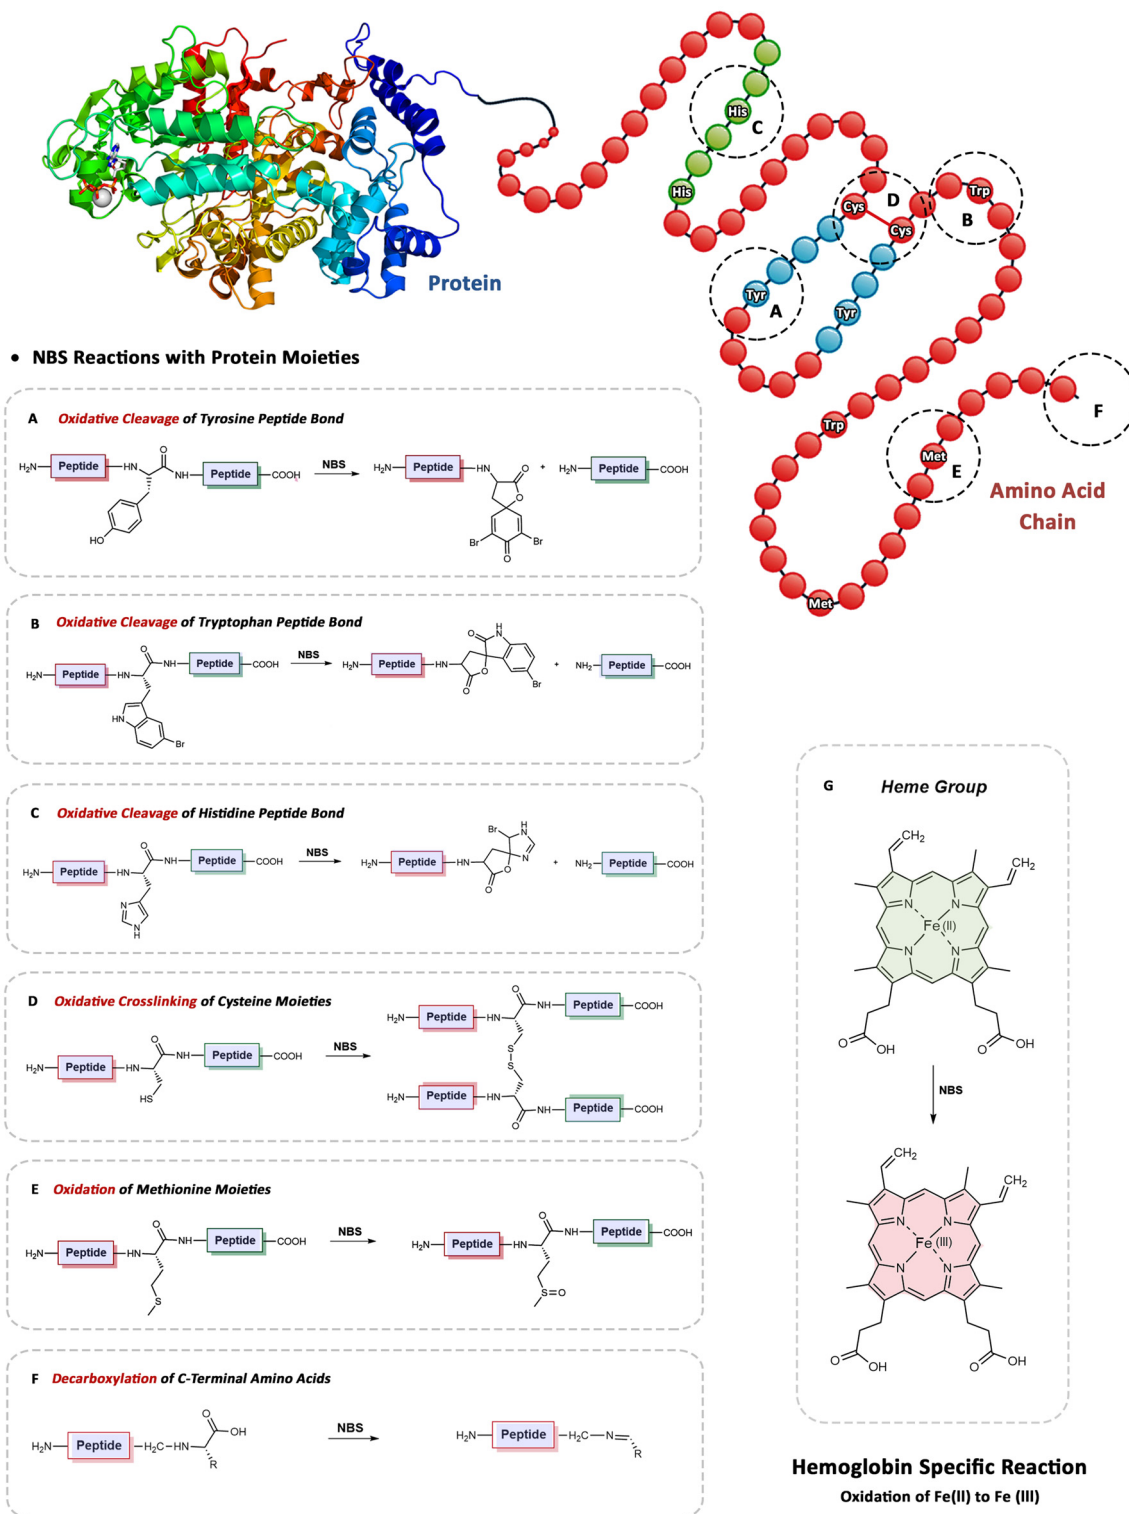 His
C
His
Cys
D
Cys
Trp
B
Tyr
A
Tyr
Protein
Trp
Met
E
F
Met
Amino Acid
Chain
• NBS Reactions with Protein Moieties
A Oxidative Cleavage of Tyrosine Peptide Bond
H₂N Peptide NH O NH Peptide COOH HO
NBS
H₂N Peptide NH O O Br Br O + H₂N Peptide COOH
B Oxidative Cleavage of Tryptophan Peptide Bond
H₂N Peptide HN O NH Peptide COOH HN Br
NBS
H₂N Peptide NH O H N O O Br + NH₂ Peptide COOH
C Oxidative Cleavage of Histidine Peptide Bond
H₂N Peptide HN O NH Peptide COOH N N H
NBS
H₂N Peptide NH Br H N N O O + NH₂ Peptide COOH
D Oxidative Crosslinking of Cysteine Moieties
H₂N Peptide HN O NH Peptide COOH HS
NBS
H₂N Peptide HN O NH Peptide COOH
S
S
H₂N Peptide HN O NH Peptide COOH
E Oxidation of Methionine Moieties
H₂N Peptide HN O NH Peptide COOH S
NBS
H₂N Peptide HN O NH Peptide COOH S=O
F Decarboxylation of C-Terminal Amino Acids
H₂N Peptide H₂C HN O OH R
NBS
H₂N Peptide H₂C N R
G Heme Group
CH₂
CH₂
N N
Fe (II)
N N
O OH O OH
NBS
CH₂
CH₂
N N
Fe (III)
N N
O OH O OH
Hemoglobin Specific Reaction
Oxidation of Fe(II) to Fe (III)